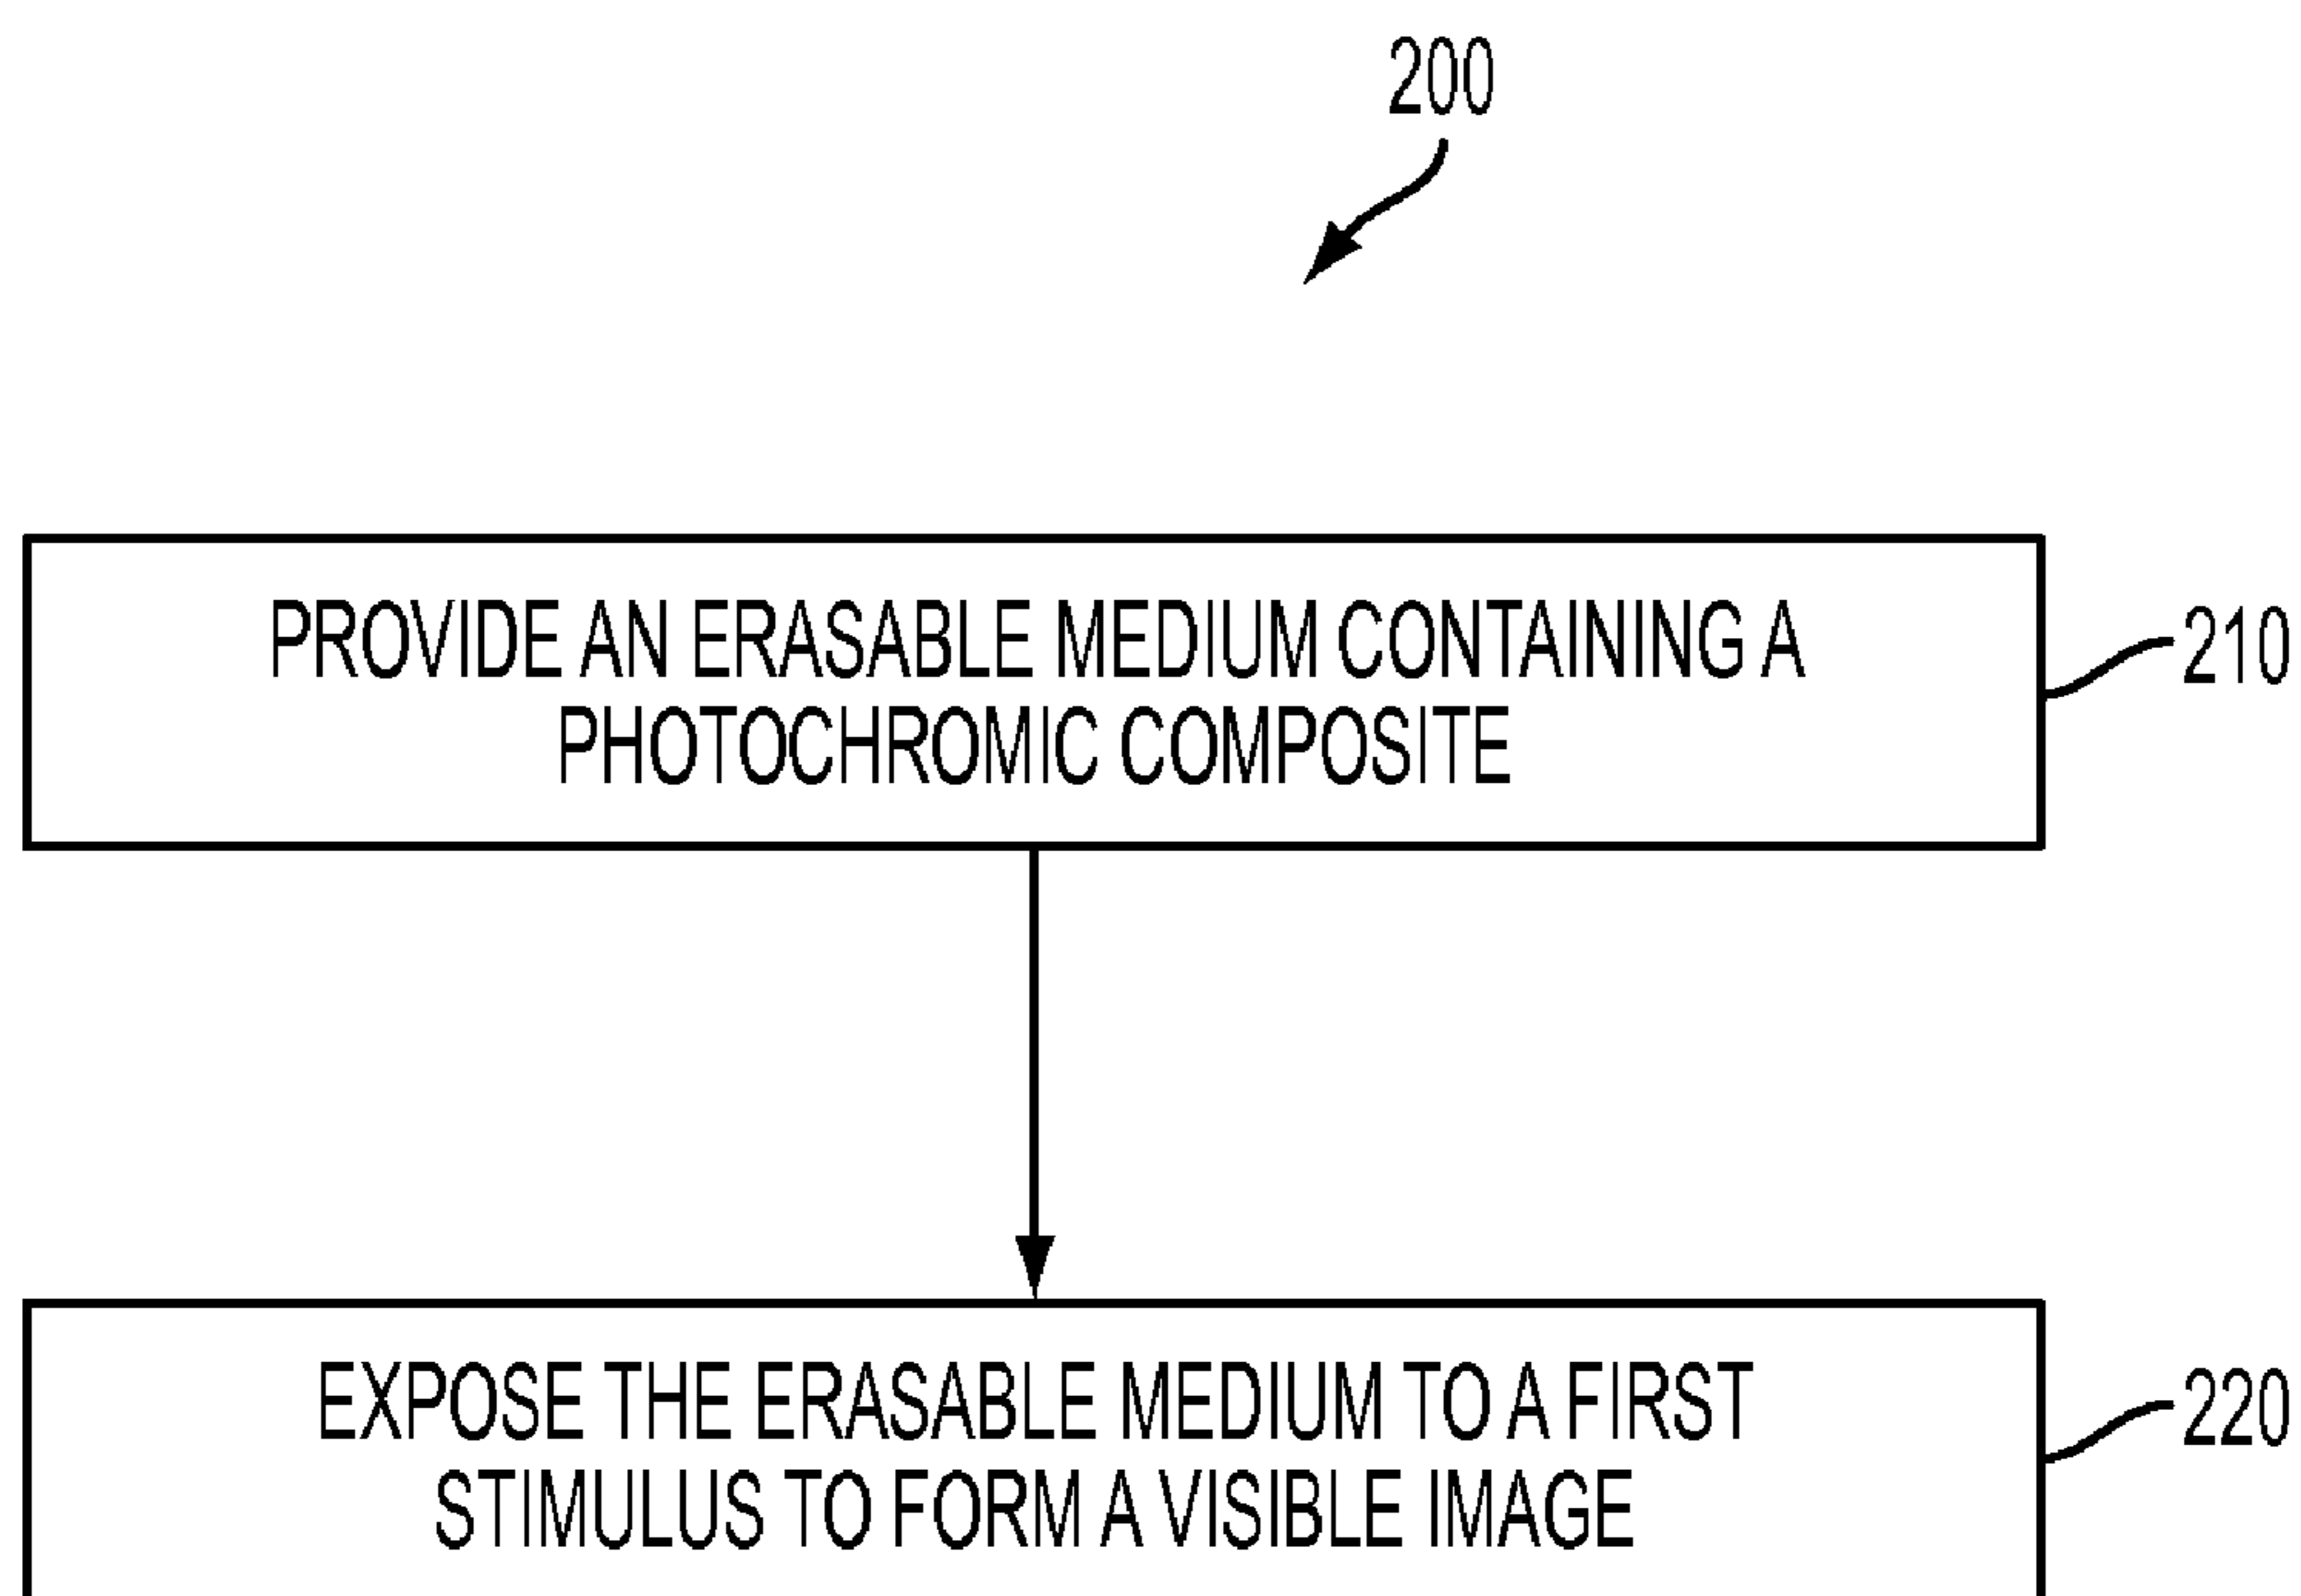 200
PROVIDE AN ERASABLE MEDIUM CONTAINING A
PHOTOCHROMIC COMPOSITE
210
EXPOSE THE ERASABLE MEDIUM TO A FIRST
STIMULUS TO FORM A VISIBLE IMAGE
220